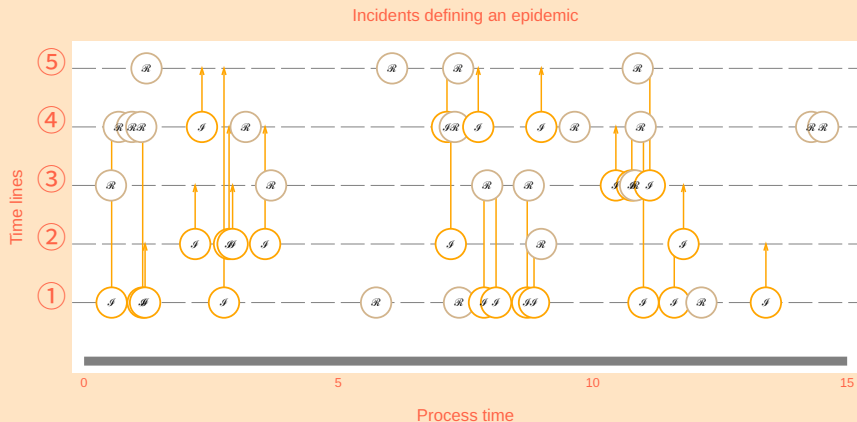 Incidents defining an epidemic
⑤ ℛ ℛ ℛ ℛ
④ ℛ ℛ ℛ ℐ ℛ ℐ ℛ ℐ ℐ ℛ ℛ ℛ ℛ
③ ℛ ℛ ℛ ℛ ℐ ℛ ℐ
② ℐ ℐ ℐ ℐ ℐ ℛ ℐ
① ℐ ℐ ℐ ℛ ℛ ℐ ℐ ℐ ℐ ℐ ℐ ℛ ℐ
Time lines
0 5 10 15
Process time